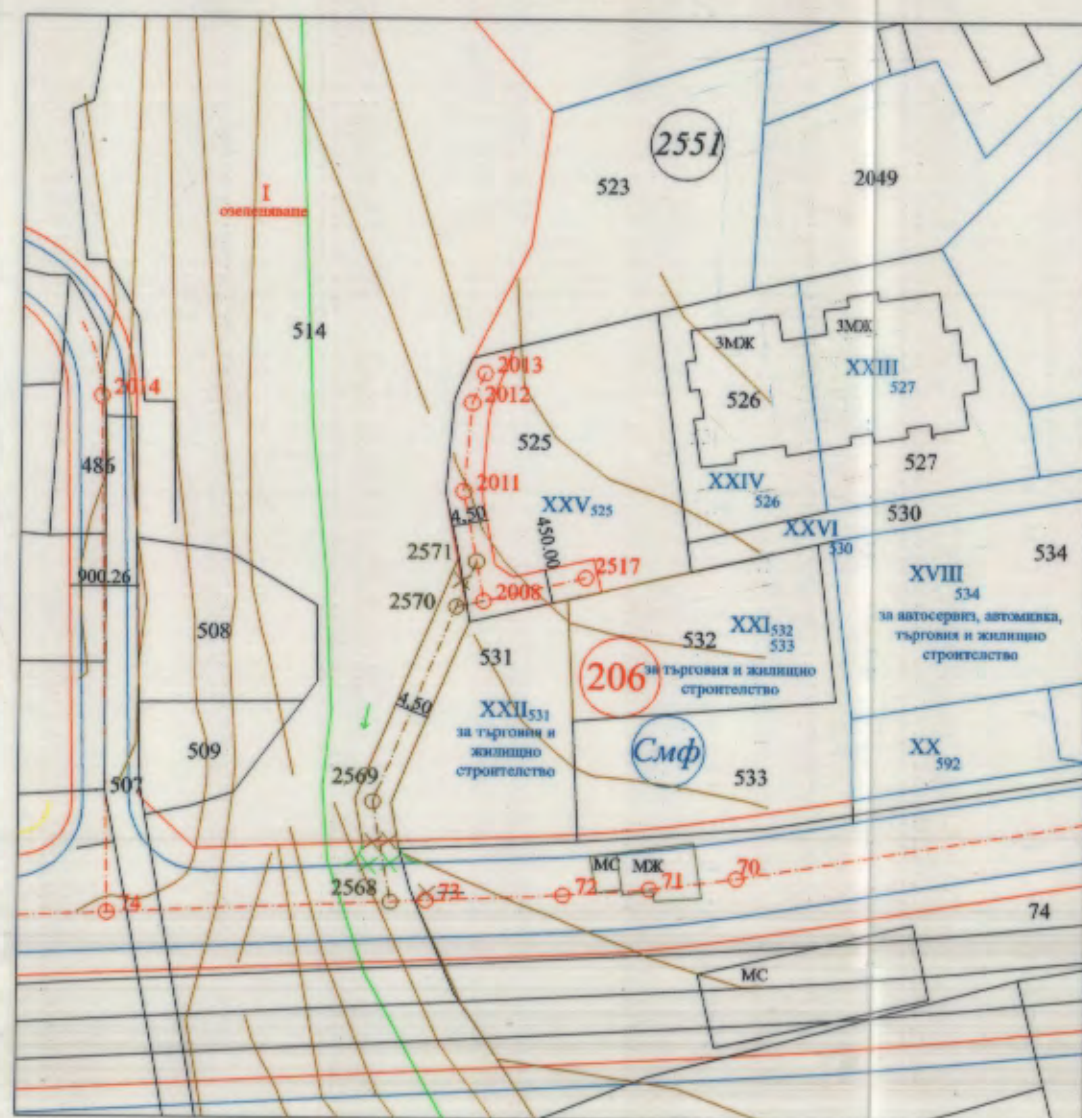 2551
523
2049
I
озеленяване
514
3МЖ
3МЖ
XXIII
527
2013
2012
2014
526
525
486
2011
XXIV
526
527
XXV525
4.50
450.00
XXVI
530
530
534
2571
2517
XVIII
534
за автосервиз, автомивка,
търговия и жилищно
строителство
900.26
2570
2008
508
532
XXI532
533
531
206
за търговия и жилищно
строителство
4.50
XXII531
за търговия и
жилищно
строителство
Смф
509
2569
533
XX
592
507
МС
МЖ
70
71
72
73
2568
74
74
МС